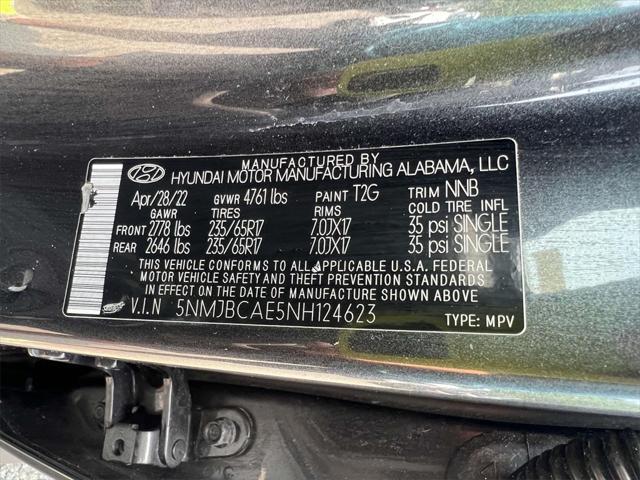 MANUFACTURED BY
HYUNDAI MOTOR MANUFACTURING ALABAMA, LLC
Apr/28/22 GVWR 4761 lbs PAINT T2G TRIM NNB
GAWR TIRES RIMS COLD TIRE INFL
FRONT 2778 lbs 235/65R17 7.0JX17 35 psi SINGLE
REAR 2646 lbs 235/65R17 7.0JX17 35 psi SINGLE
THIS VEHICLE CONFORMS TO ALL APPLICABLE U.S.A. FEDERAL
MOTOR VEHICLE SAFETY AND THEFT PREVENTION STANDARDS
IN EFFECT ON THE DATE OF MANUFACTURE SHOWN ABOVE
V.I.N 5NMJBCAE5NH124623 TYPE: MPV